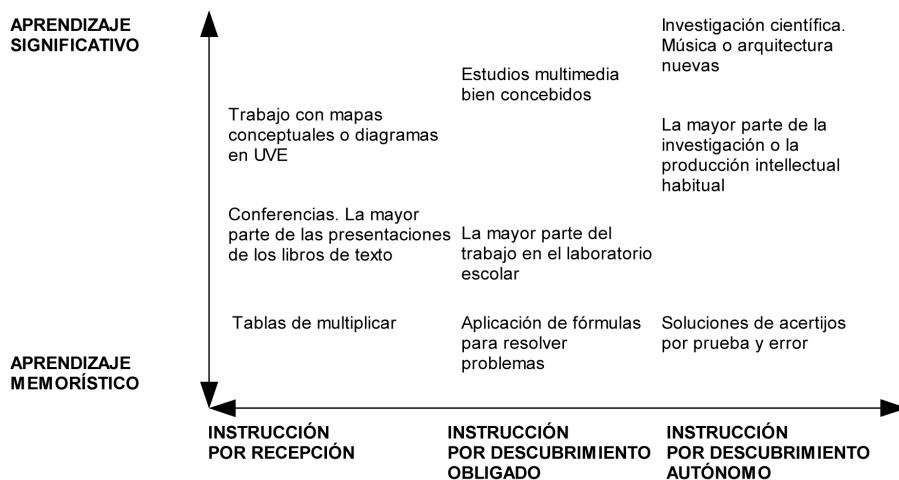 APRENDIZAJE
SIGNIFICATIVO
Trabajo con mapas
conceptuales o diagramas
en UVE
Conferencias. La mayor
parte de las presentaciones
de los libros de texto
Tablas de multiplicar
Estudios multimedia
bien concebidos
La mayor parte del
trabajo en el laboratorio
escolar
Aplicación de fórmulas
para resolver
problemas
Investigación científica.
Música o arquitectura
nuevas
La mayor parte de la
investigación o la
producción intellectual
habitual
Soluciones de acertijos
por prueba y error
APRENDIZAJE
MEMORÍSTICO
INSTRUCCIÓN
POR RECEPCIÓN
INSTRUCCIÓN
POR DESCUBRIMIENTO
OBLIGADO
INSTRUCCIÓN
POR DESCUBRIMIENTO
AUTÓNOMO